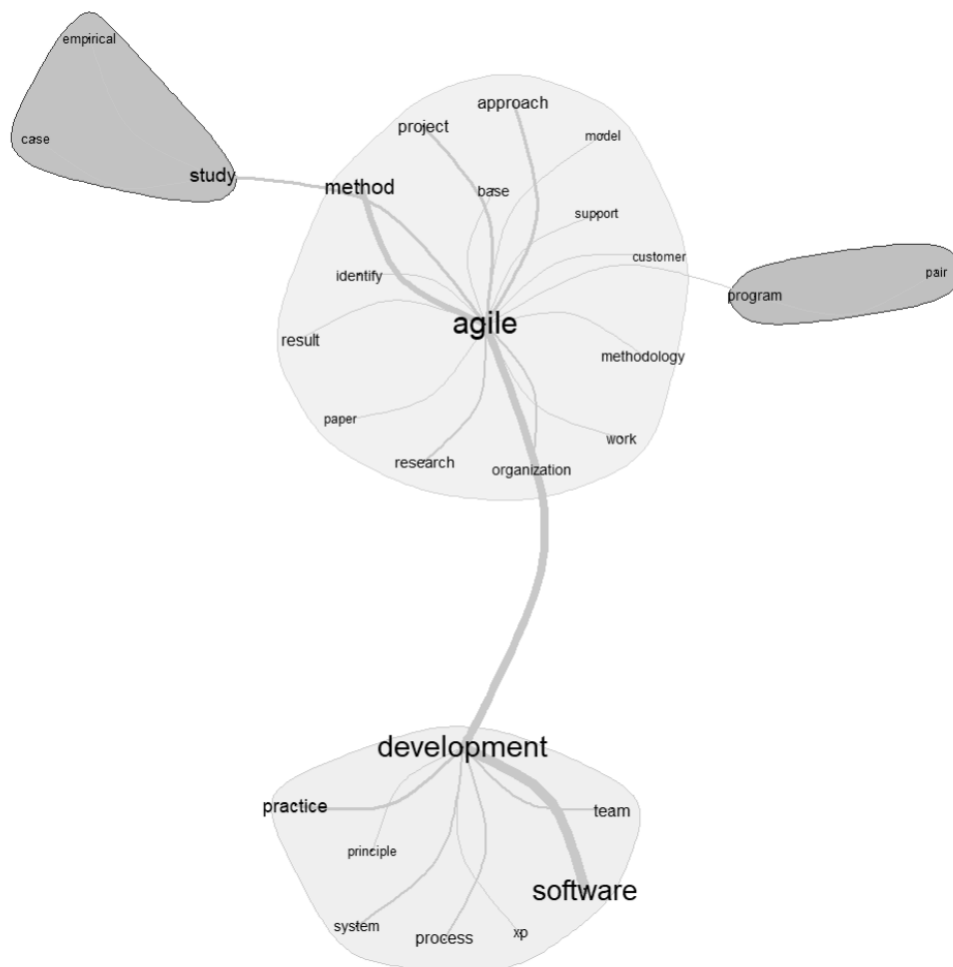 empirical
approach
project
model
case
study
method
base
support
customer
pair
identify
program
agile
result
methodology
paper
work
research
organization
development
practice
team
principle
software
system
process
xp